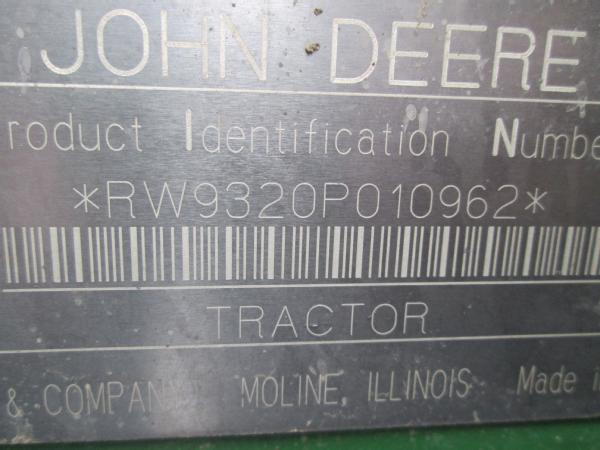 JOHN DEERE
roduct Identification Numbe
*RW9320P010962*
TRACTOR
& COMPANY MOLINE, ILLINOIS Made i